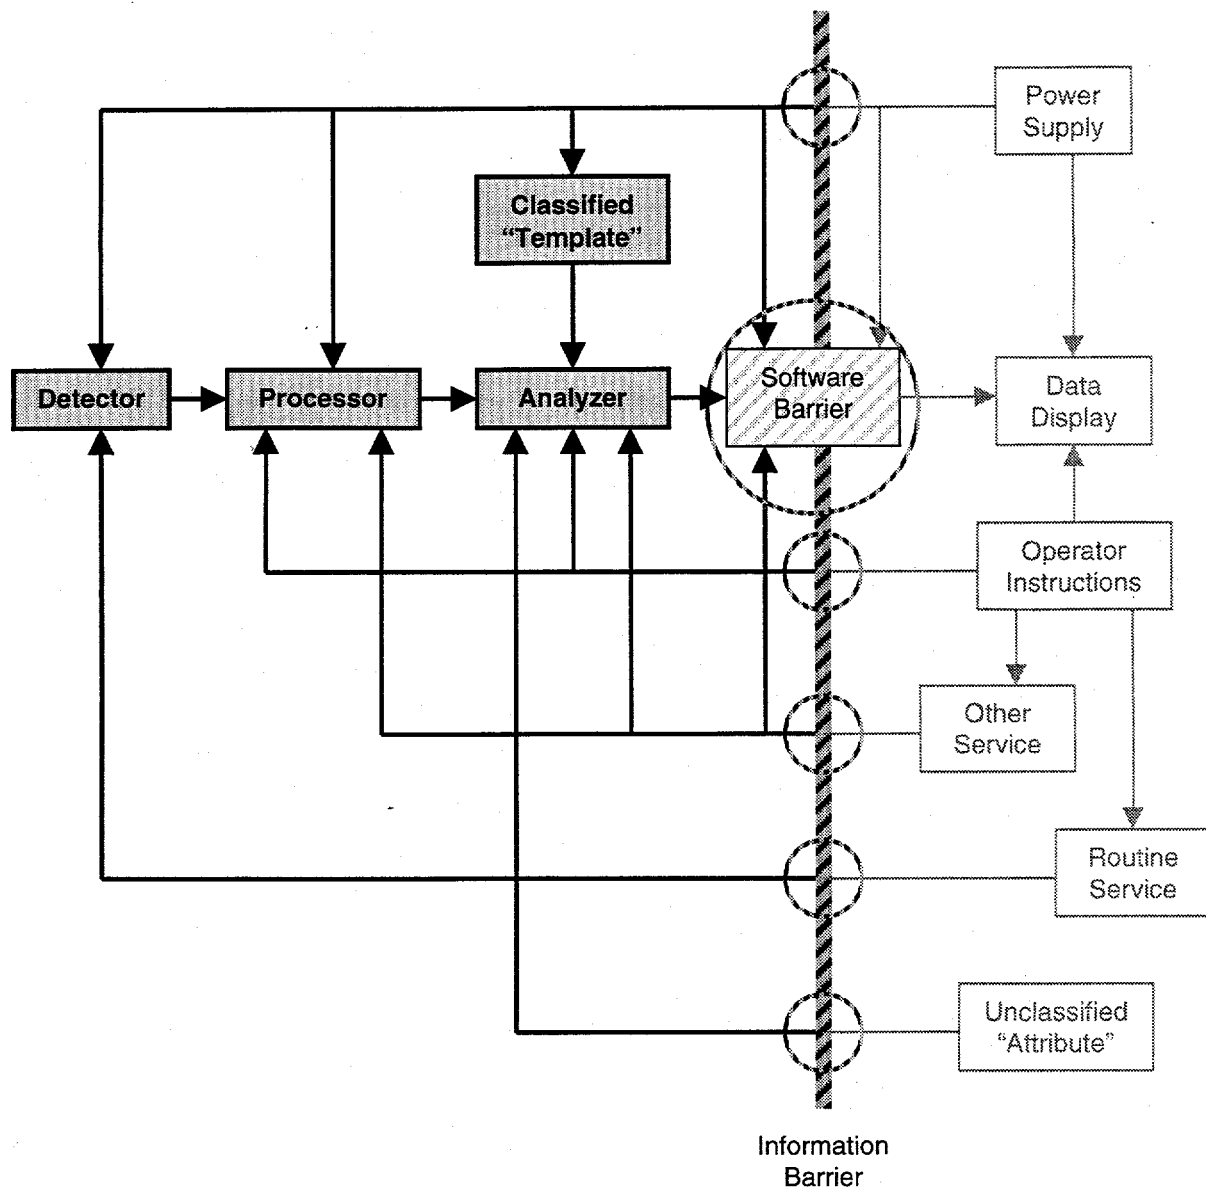 Power
Supply
Classified
“Template”
Detector
Processor
Analyzer
Software
Barrier
Data
Display
Operator
Instructions
Other
Service
Routine
Service
Unclassified
“Attribute”
Information
Barrier